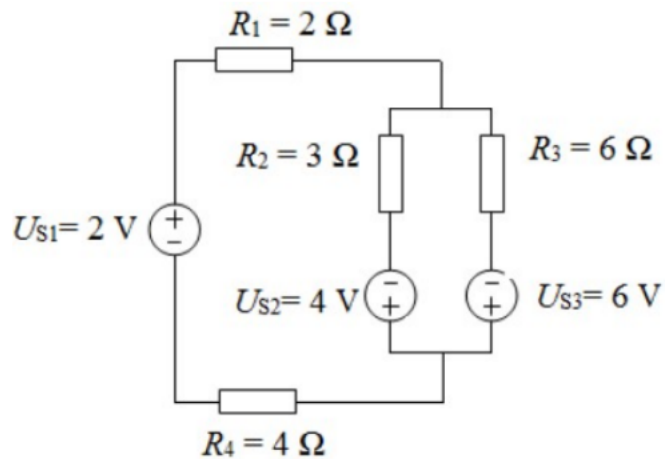 R1 = 2 Ω
R2 = 3 Ω
R3 = 6 Ω
US1= 2 V
+
-
US2= 4 V
-
+
-
+
US3= 6 V
R4 = 4 Ω